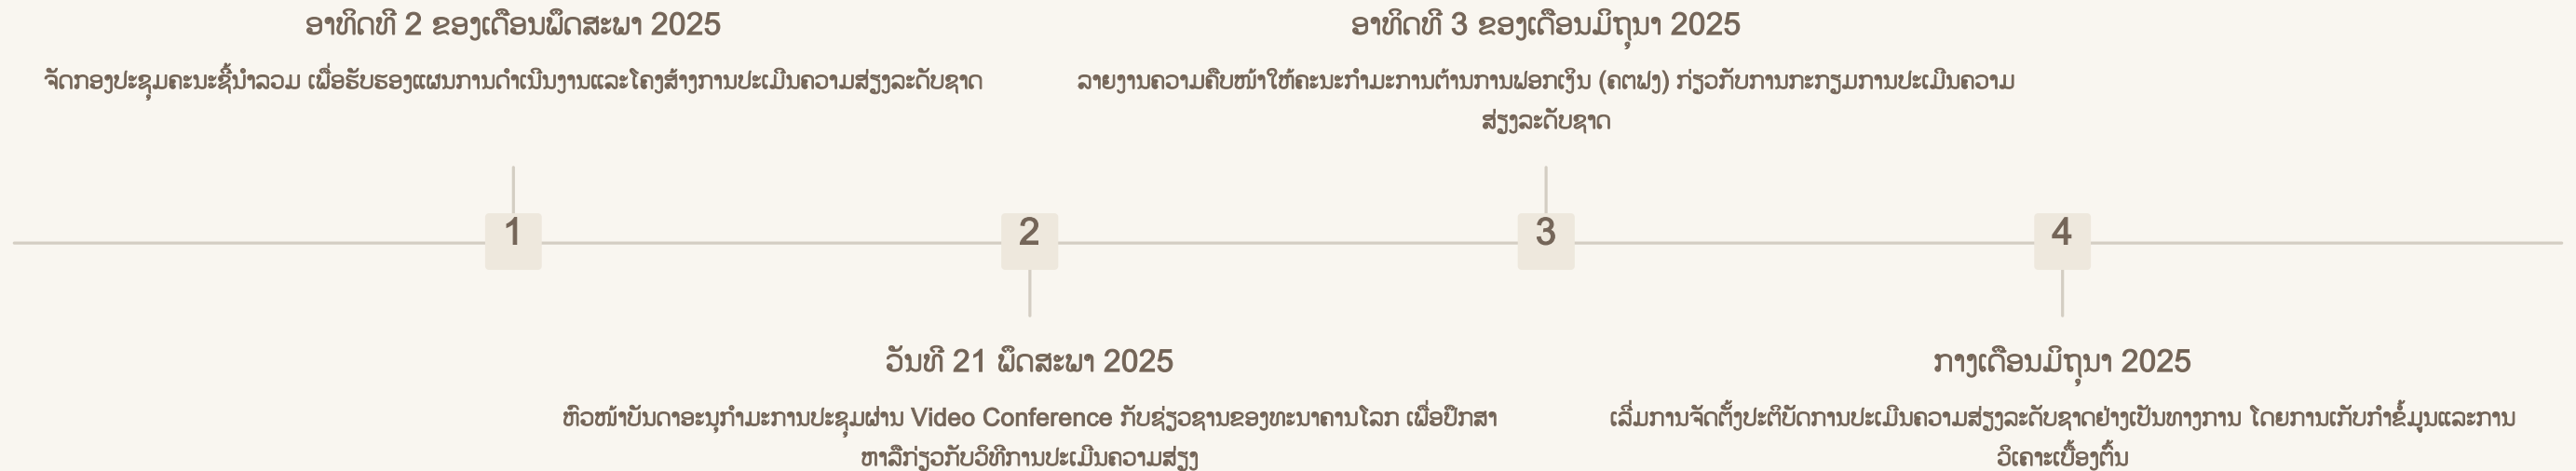 ອາທິດທີ 2 ຂອງເດືອນພຶດສະພາ 2025
ຈັດກອງປະຊຸມຄະນະຊີ້ນຳລວມ ເພື່ອຮັບຮອງແຜນການດຳເນີນງານແລະໂຄງສ້າງການປະເມີນຄວາມສ່ຽງລະດັບຊາດ
ອາທິດທີ 3 ຂອງເດືອນມິຖຸນາ 2025
ລາຍງານຄວາມຄືບໜ້າໃຫ້ຄະນະກຳມະການຕ້ານການຟອກເງິນ (ຄຕຟງ) ກ່ຽວກັບການກະກຽມການປະເມີນຄວາມ
ສ່ຽງລະດັບຊາດ
1
2
3
4
ວັນທີ 21 ພຶດສະພາ 2025
ຫົວໜ້າບັນດາອະນຸກຳມະການປະຊຸມຜ່ານ Video Conference ກັບຊ່ຽວຊານຂອງທະນາຄານໂລກ ເພື່ອປຶກສາ
ຫາລືກ່ຽວກັບວິທີການປະເມີນຄວາມສ່ຽງ
ກາງເດືອນມິຖຸນາ 2025
ເລີ່ມການຈັດຕັ້ງປະຕິບັດການປະເມີນຄວາມສ່ຽງລະດັບຊາດຢ່າງເປັນທາງການ ໂດຍການເກັບກຳຂໍ້ມູນແລະການ
ວິເຄາະເບື້ອງຕົ້ນ